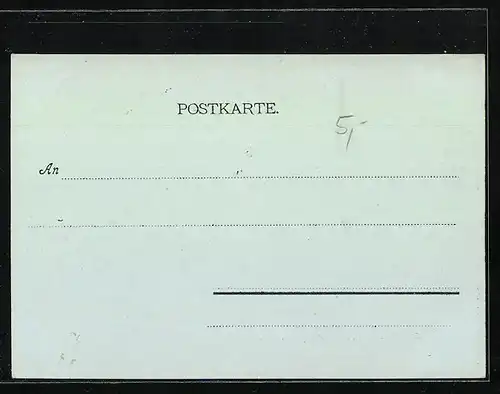 POSTKARTE.
5,-
An